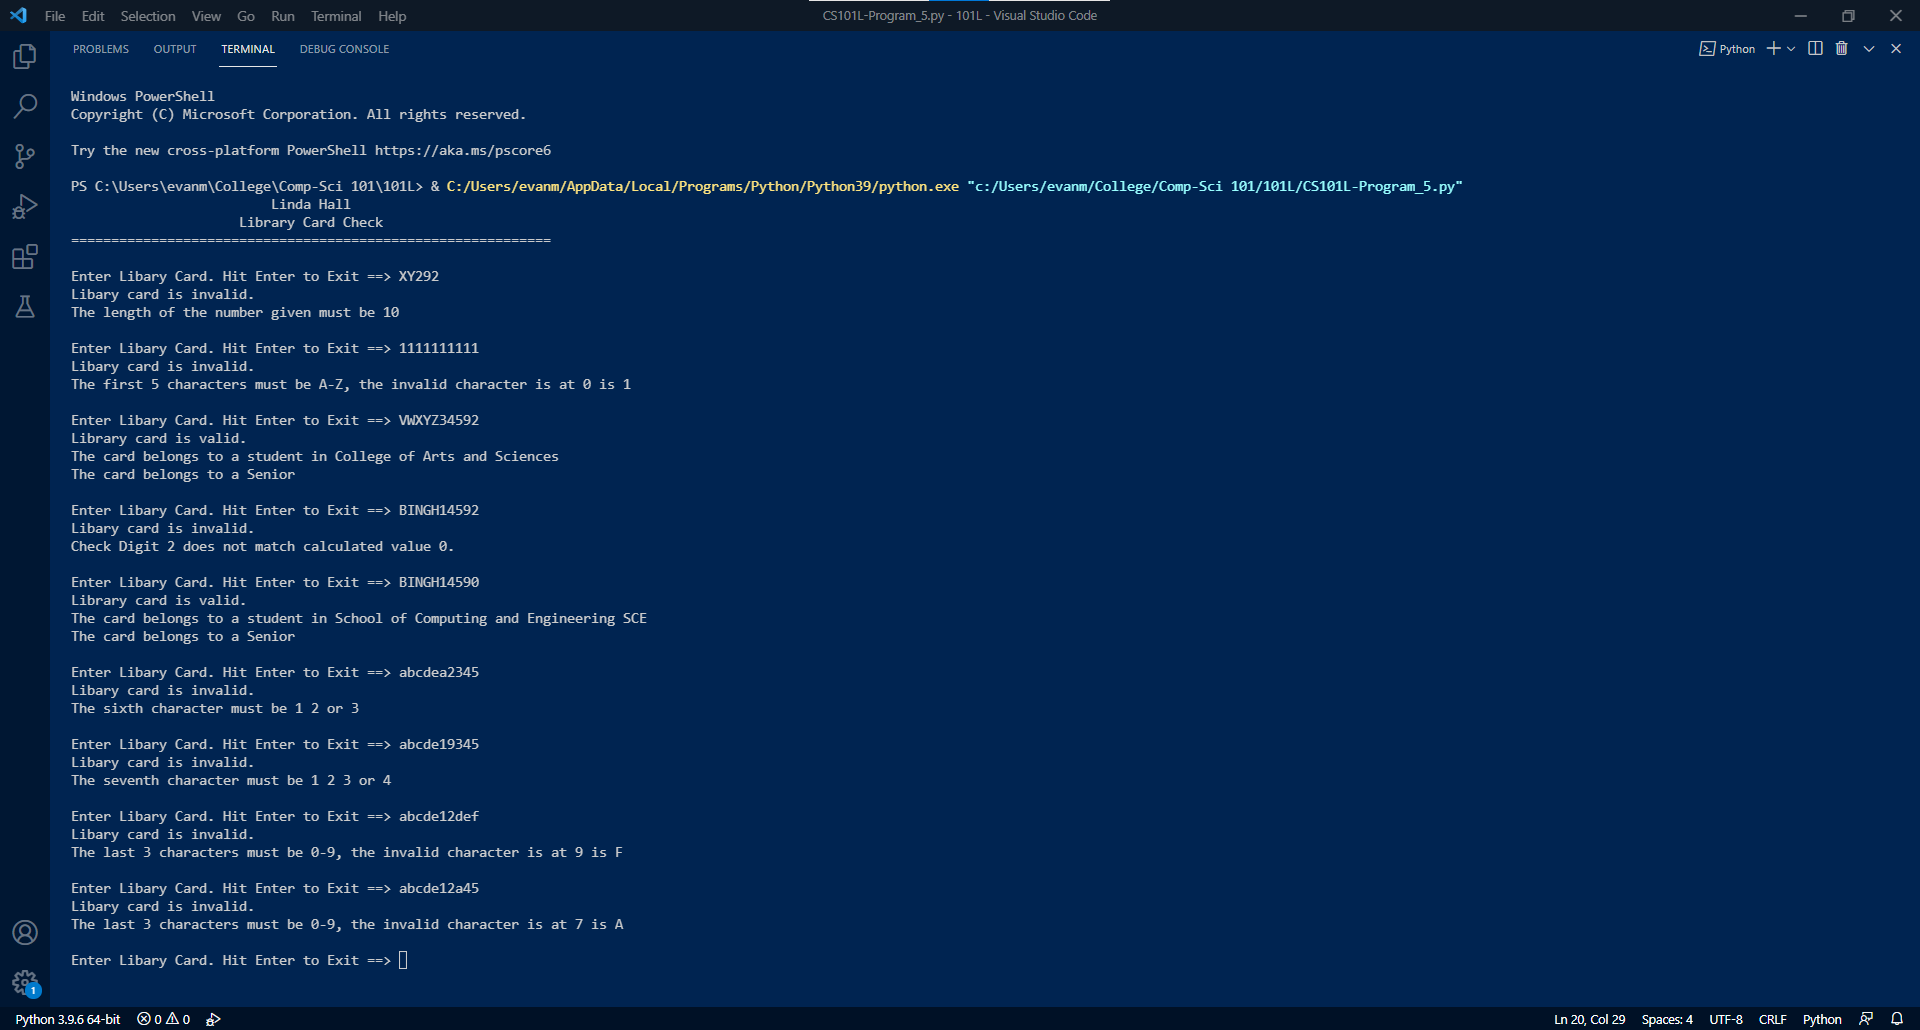 File Edit Selection View Go Run Terminal Help CS101L-Program_5.py - 101L - Visual Studio Code
PROBLEMS OUTPUT TERMINAL DEBUG CONSOLE Python
Windows PowerShell
Copyright (C) Microsoft Corporation. All rights reserved.
Try the new cross-platform PowerShell https://aka.ms/pscore6
PS C:\Users\evanm\College\Comp-Sci 101\101L> & C:/Users/evanm/AppData/Local/Programs/Python/Python39/python.exe "c:/Users/evanm/College/Comp-Sci 101/101L/CS101L-Program_5.py"
Linda Hall
Library Card Check
============================================================
Enter Libary Card. Hit Enter to Exit ==> XY292
Libary card is invalid.
The length of the number given must be 10
Enter Libary Card. Hit Enter to Exit ==> 1111111111
Libary card is invalid.
The first 5 characters must be A-Z, the invalid character is at 0 is 1
Enter Libary Card. Hit Enter to Exit ==> VWXYZ34592
Library card is valid.
The card belongs to a student in College of Arts and Sciences
The card belongs to a Senior
Enter Libary Card. Hit Enter to Exit ==> BINGH14592
Libary card is invalid.
Check Digit 2 does not match calculated value 0.
Enter Libary Card. Hit Enter to Exit ==> BINGH14590
Library card is valid.
The card belongs to a student in School of Computing and Engineering SCE
The card belongs to a Senior
Enter Libary Card. Hit Enter to Exit ==> abcdea2345
Libary card is invalid.
The sixth character must be 1 2 or 3
Enter Libary Card. Hit Enter to Exit ==> abcde19345
Libary card is invalid.
The seventh character must be 1 2 3 or 4
Enter Libary Card. Hit Enter to Exit ==> abcde12def
Libary card is invalid.
The last 3 characters must be 0-9, the invalid character is at 9 is F
Enter Libary Card. Hit Enter to Exit ==> abcde12a45
Libary card is invalid.
The last 3 characters must be 0-9, the invalid character is at 7 is A
Enter Libary Card. Hit Enter to Exit ==>
1
Python 3.9.6 64-bit 0 0 Ln 20, Col 29 Spaces: 4 UTF-8 CRLF Python